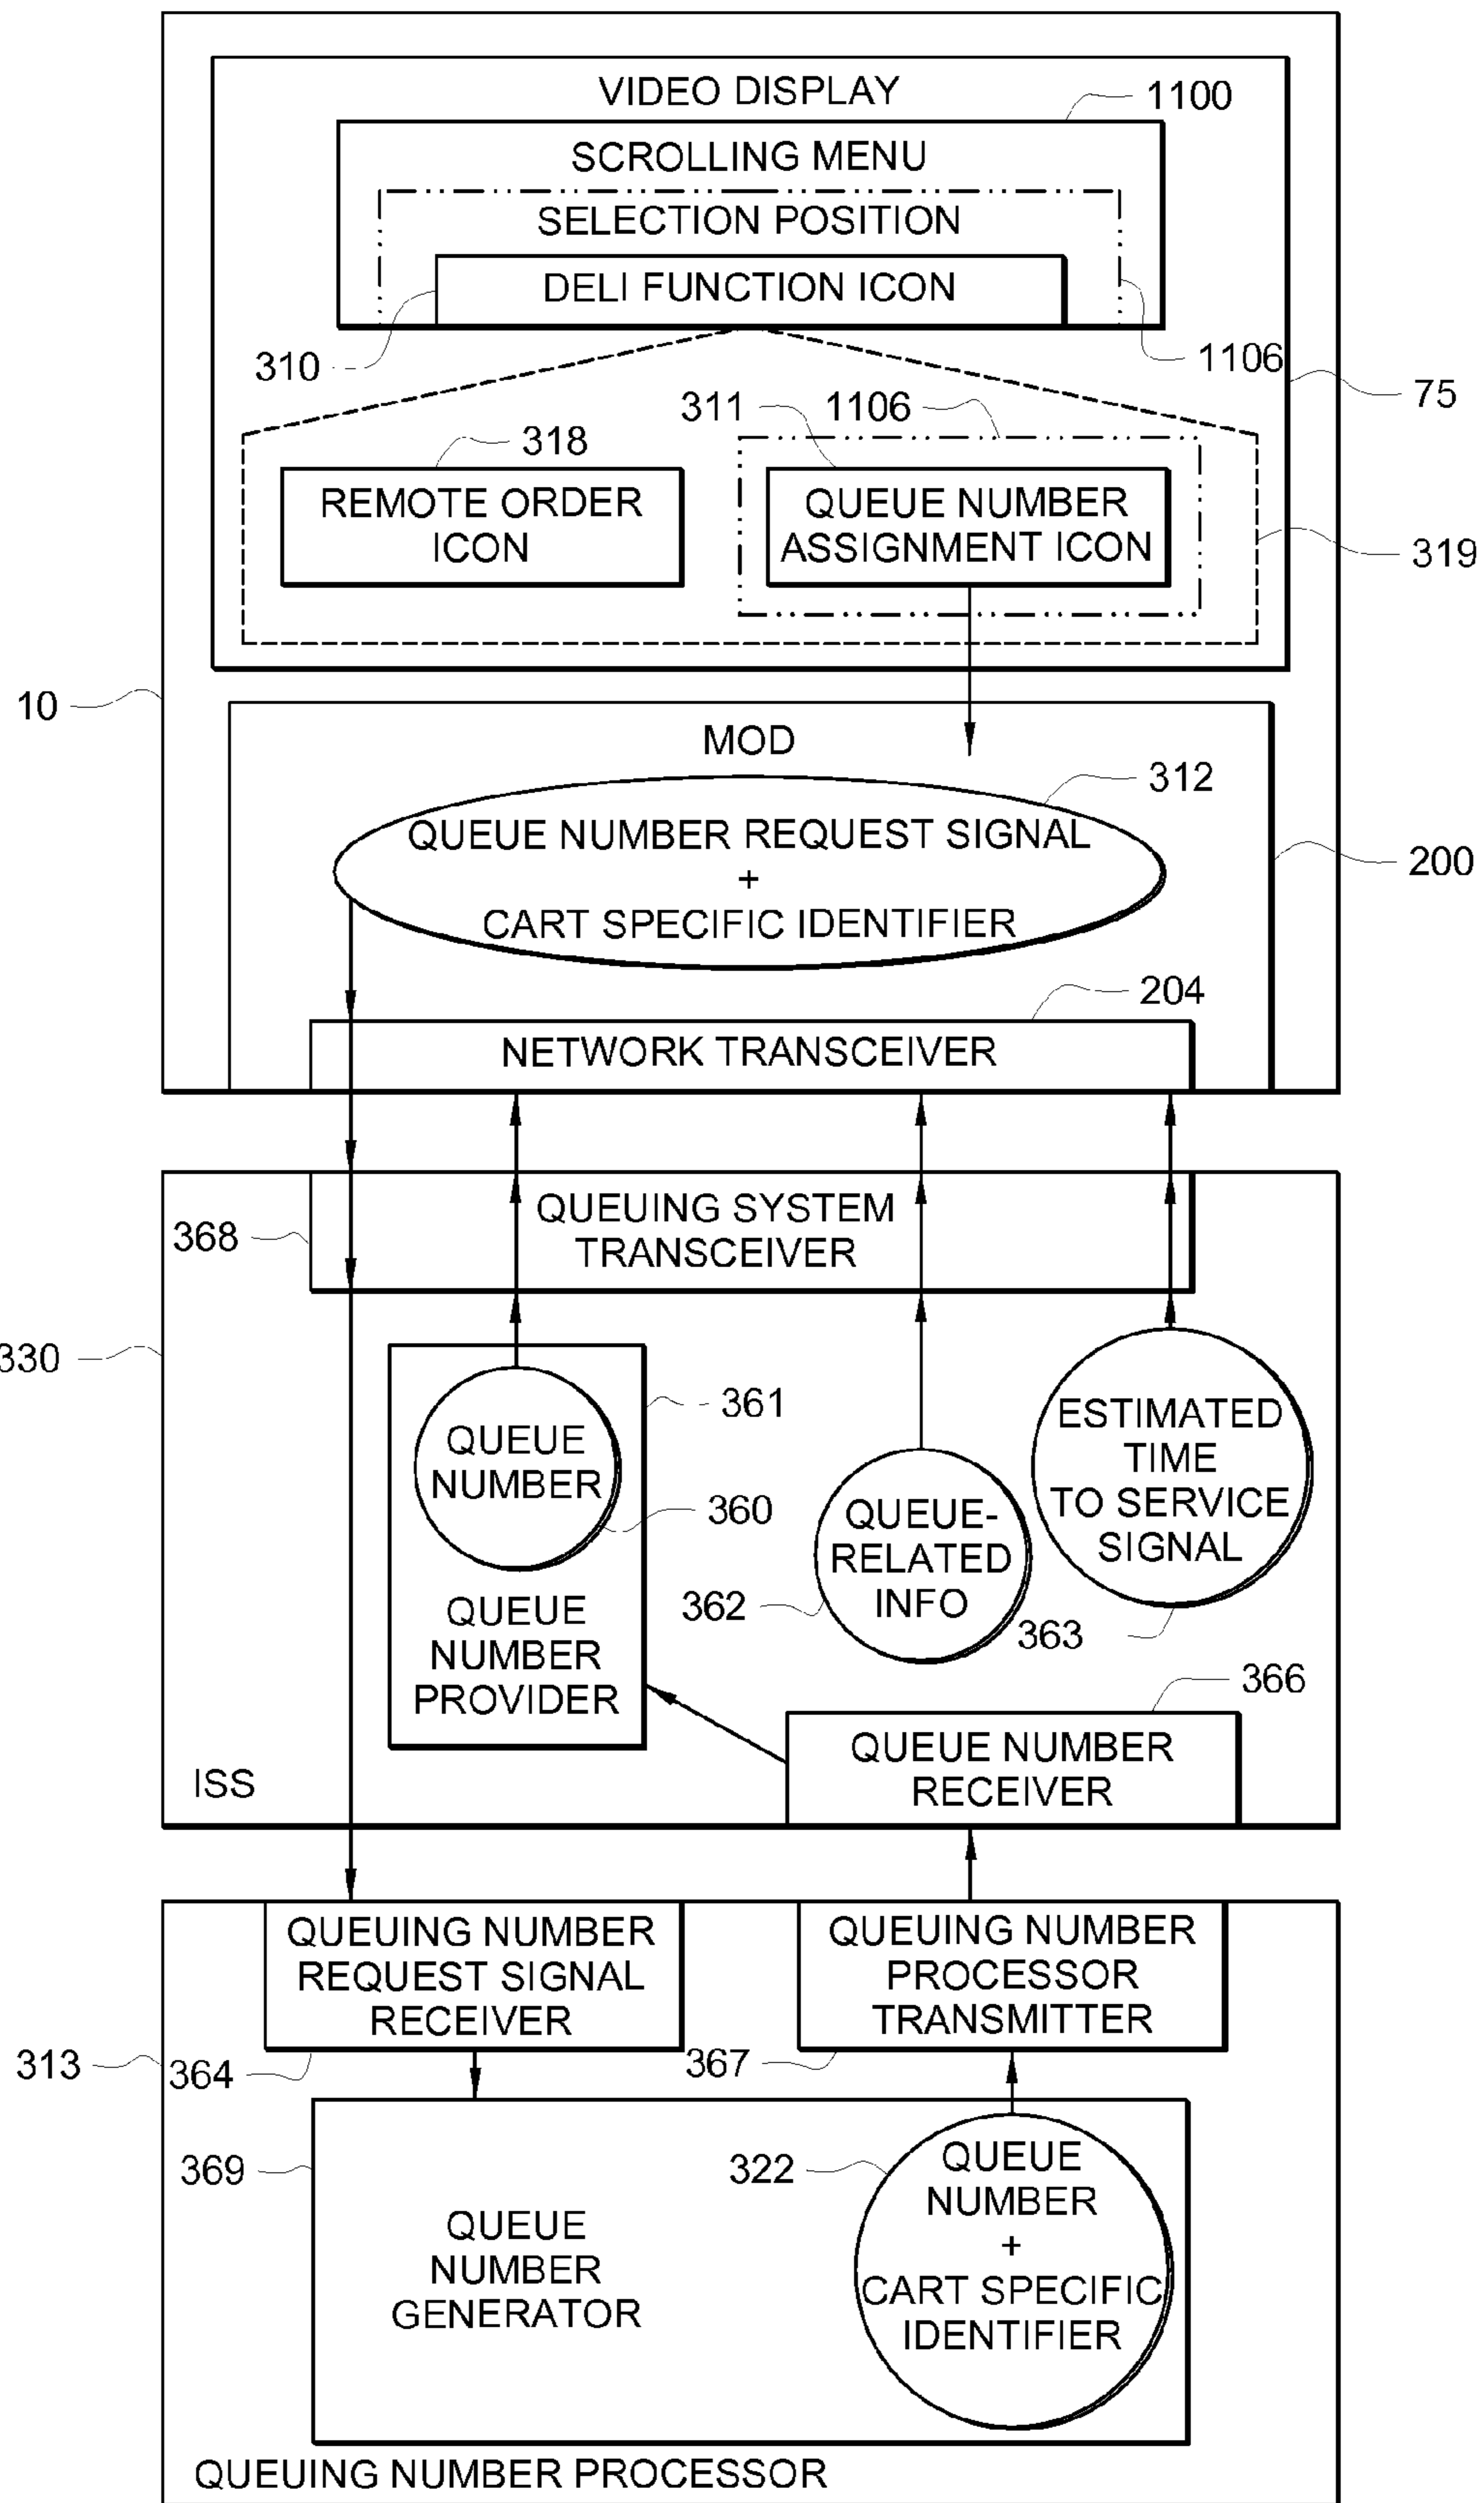 VIDEO DISPLAY
1100
SCROLLING MENU
SELECTION POSITION
DELI FUNCTION ICON
310
1106
75
311
1106
318
REMOTE ORDER
ICON
QUEUE NUMBER
ASSIGNMENT ICON
319
10
MOD
312
QUEUE NUMBER REQUEST SIGNAL
+
CART SPECIFIC IDENTIFIER
200
204
NETWORK TRANSCEIVER
368
QUEUING SYSTEM
TRANSCEIVER
330
361
QUEUE
NUMBER
360
QUEUE
NUMBER
PROVIDER
ESTIMATED
TIME
TO SERVICE
SIGNAL
QUEUE-
RELATED
INFO
362
363
366
QUEUE NUMBER
RECEIVER
ISS
QUEUING NUMBER
REQUEST SIGNAL
RECEIVER
QUEUING NUMBER
PROCESSOR
TRANSMITTER
313
364
367
369
322
QUEUE
NUMBER
+
CART SPECIFIC
IDENTIFIER
QUEUE
NUMBER
GENERATOR
QUEUING NUMBER PROCESSOR